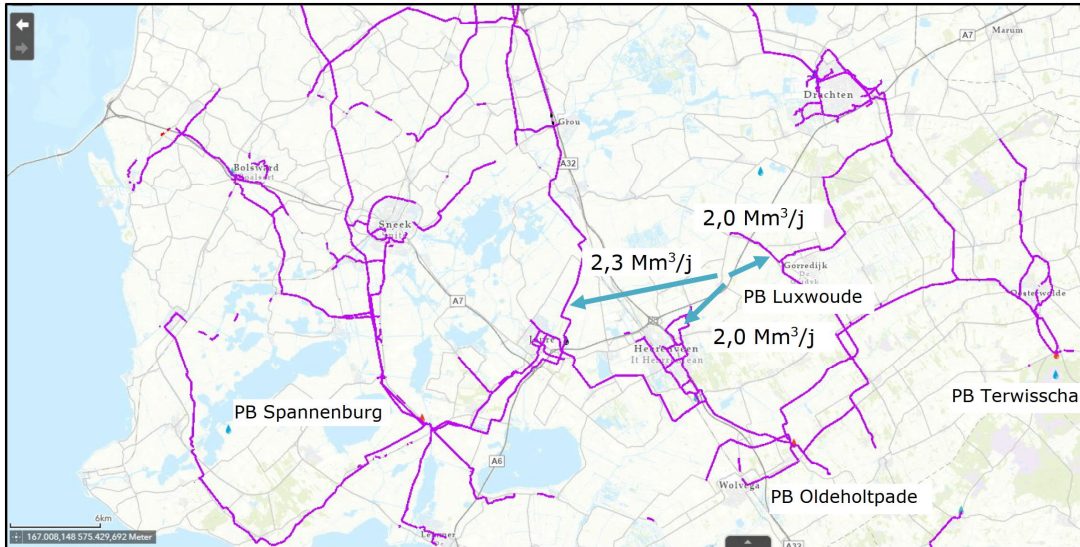 Marum
A7
Drachten
Grou
A32
Bolsward
2,0 Mm³/j
Sneek
2,3 Mm³/j
Gorredijk
PB Luxwoude
Oosterwolde
A7
2,0 Mm³/j
Joure
Heerenveen
It Hearrenfean
PB Terwisscha
PB Spannenburg
A6
Wolvega
PB Oldeholtpade
6km
167.008,148 575.429,692 Meter
Lemmer
A32